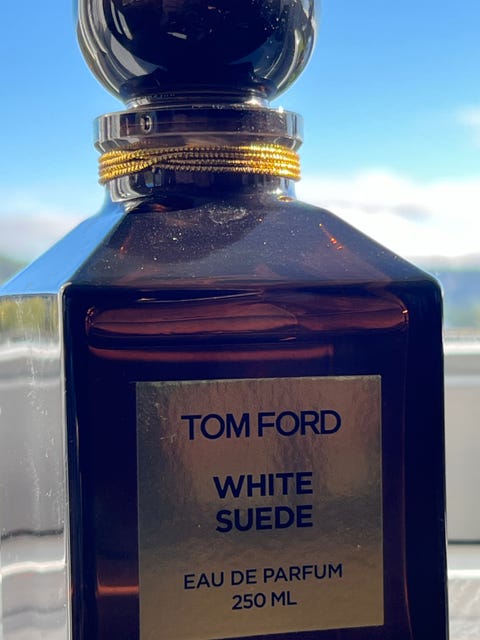 TOM FORD
WHITE
SUEDE
EAU DE PARFUM
250 ML